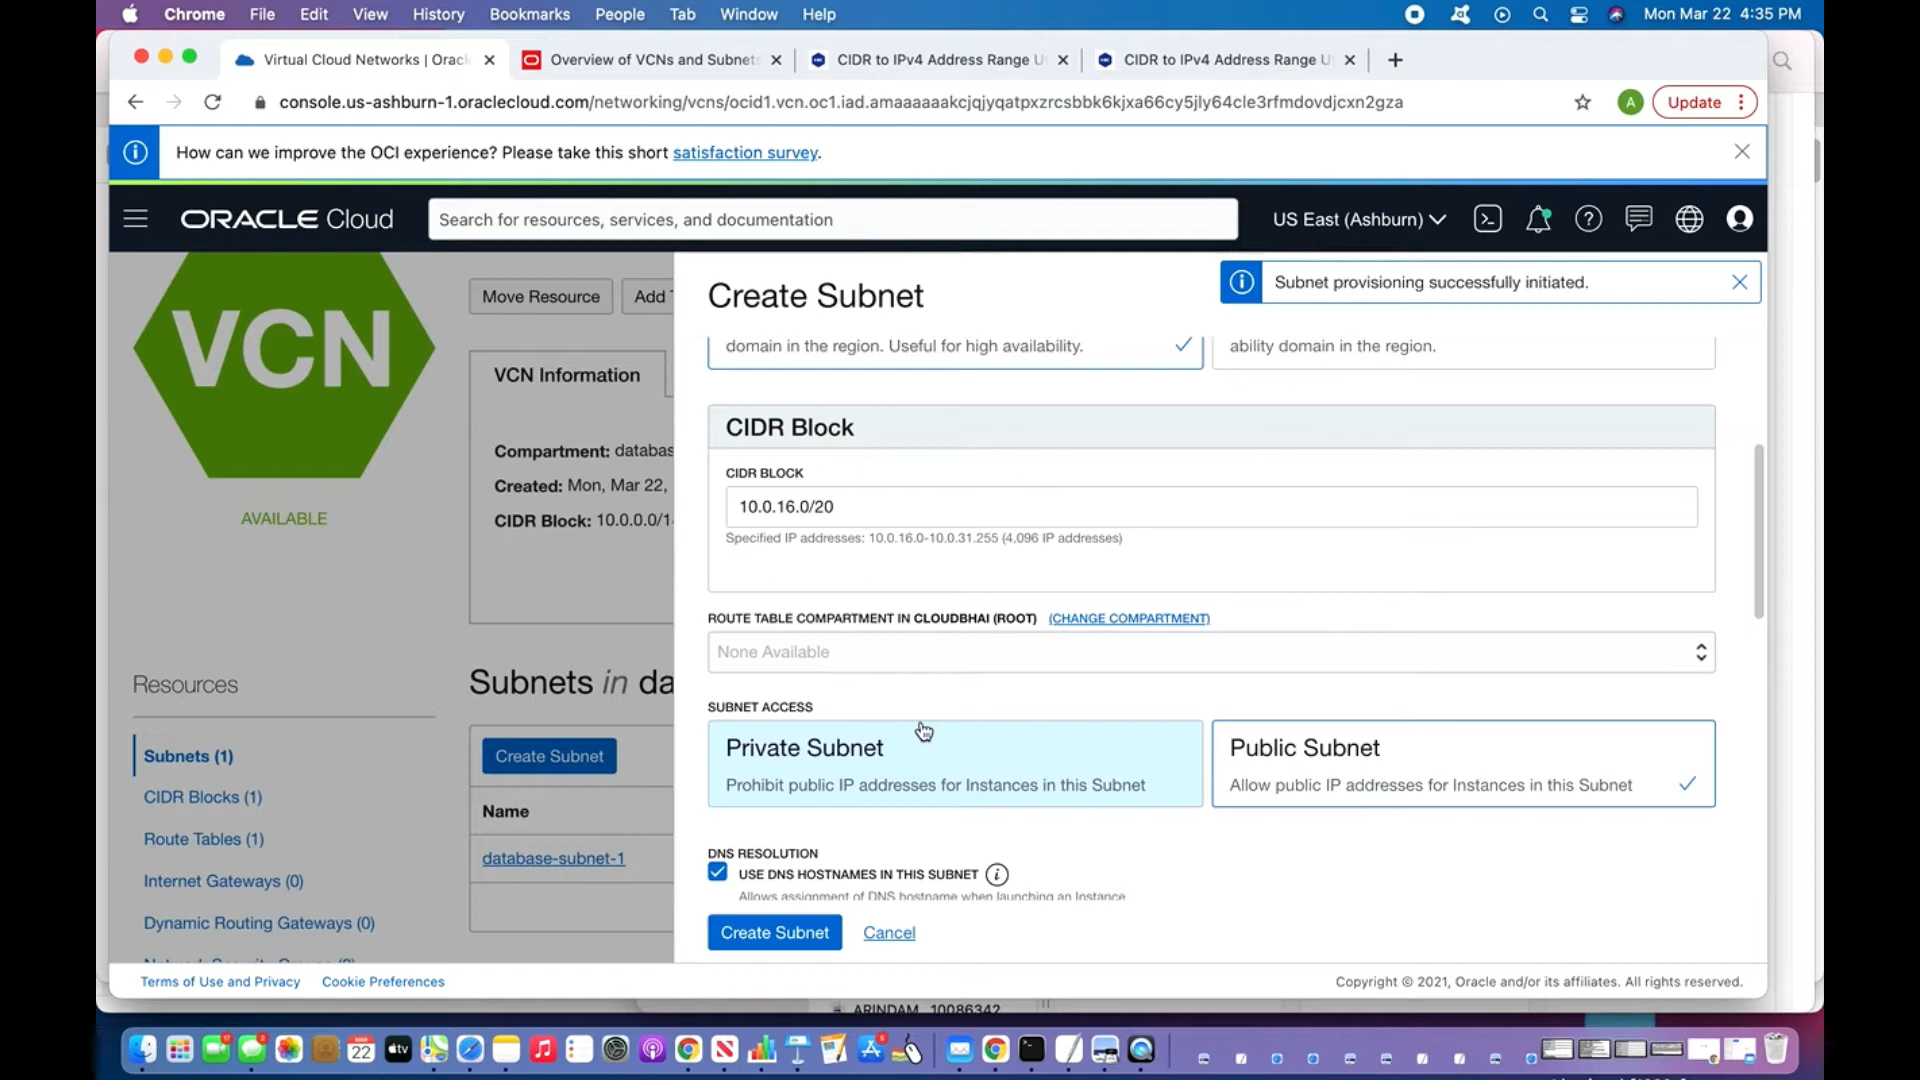 Chrome File Edit View History Bookmarks People Tab Window Help Mon Mar 22 4:35 PM
Virtual Cloud Networks | Orac Overview of VCNs and Subnets CIDR to IPv4 Address Range U CIDR to IPv4 Address Range U
console.us-ashburn-1.oraclecloud.com/networking/vcns/ocid1.vcn.oc1.iad.amaaaaaakcjqjyqatpxzrcsbbk6kjxa66cy5jly64cle3rfmdovdjcxn2gza A Update
How can we improve the OCI experience? Please take this short satisfaction survey.
ORACLE Cloud Search for resources, services, and documentation US East (Ashburn)
VCN
AVAILABLE
Move Resource Add
VCN Information
Compartment: databas
Created: Mon, Mar 22,
CIDR Block: 10.0.0.0/1
Resources
Subnets (1)
CIDR Blocks (1)
Route Tables (1)
Internet Gateways (0)
Dynamic Routing Gateways (0)
Subnets in da
Create Subnet
Name
database-subnet-1
Create Subnet
Subnet provisioning successfully initiated.
domain in the region. Useful for high availability.
ability domain in the region.
CIDR Block
CIDR BLOCK
10.0.16.0/20
Specified IP addresses: 10.0.16.0-10.0.31.255 (4,096 IP addresses)
ROUTE TABLE COMPARTMENT IN CLOUDBHAI (ROOT) (CHANGE COMPARTMENT)
None Available
SUBNET ACCESS
Private Subnet
Prohibit public IP addresses for Instances in this Subnet
Public Subnet
Allow public IP addresses for Instances in this Subnet
DNS RESOLUTION
USE DNS HOSTNAMES IN THIS SUBNET
Allows assignment of DNS hostname when launching an Instance
Create Subnet Cancel
Terms of Use and Privacy Cookie Preferences Copyright © 2021, Oracle and/or its affiliates. All rights reserved.
ARINDAM_10086342
MAR
22
tv